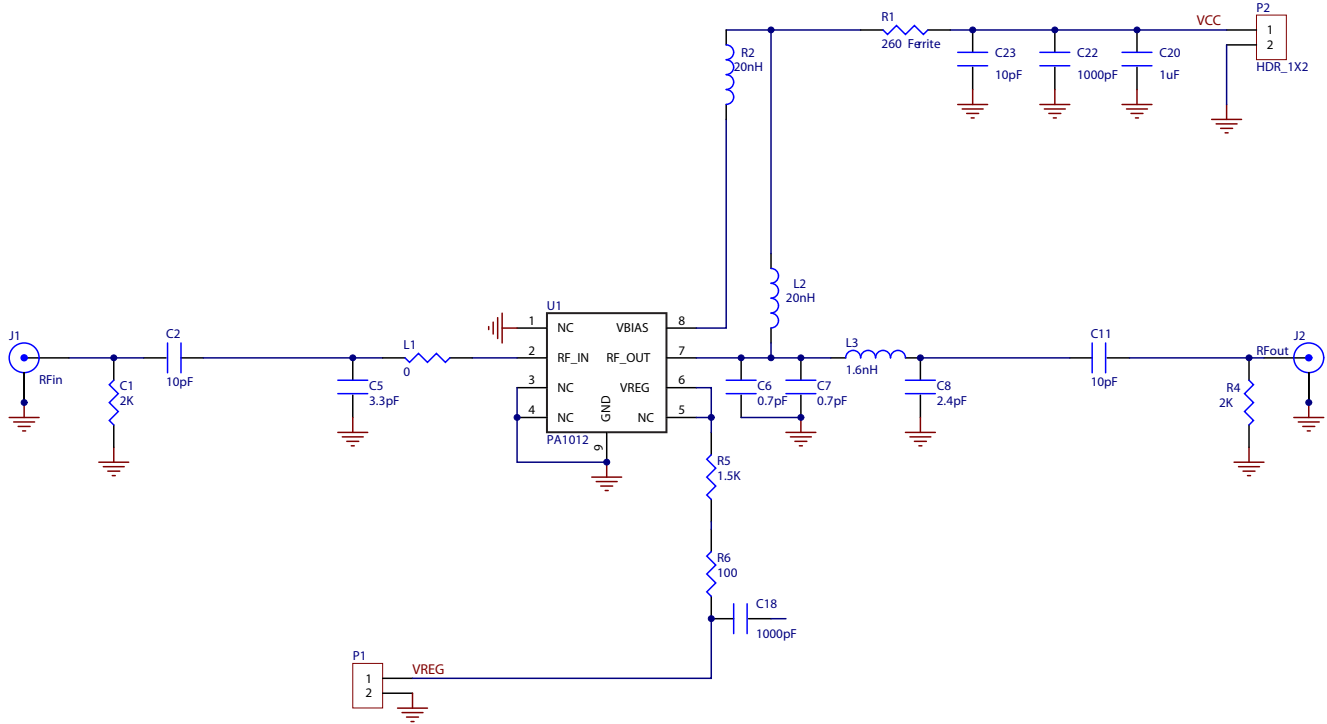 P2
R1
VCC
1
2
260 Ferrite
C23
10pF
C22
1000pF
C20
1uF
HDR_1X2
R2
20nH
L2
20nH
U1
1
NC
VBIAS
8
J1
RFin
C2
10pF
L1
0
2
RF_IN
RF_OUT
7
L3
1.6nH
C11
10pF
RFout
J2
C1
2K
C5
3.3pF
3
NC
VREG
6
C6
0.7pF
C7
0.7pF
C8
2.4pF
R4
2K
4
NC
GND
NC
5
PA1012
9
R5
1.5K
R6
100
C18
1000pF
P1
VREG
1
2